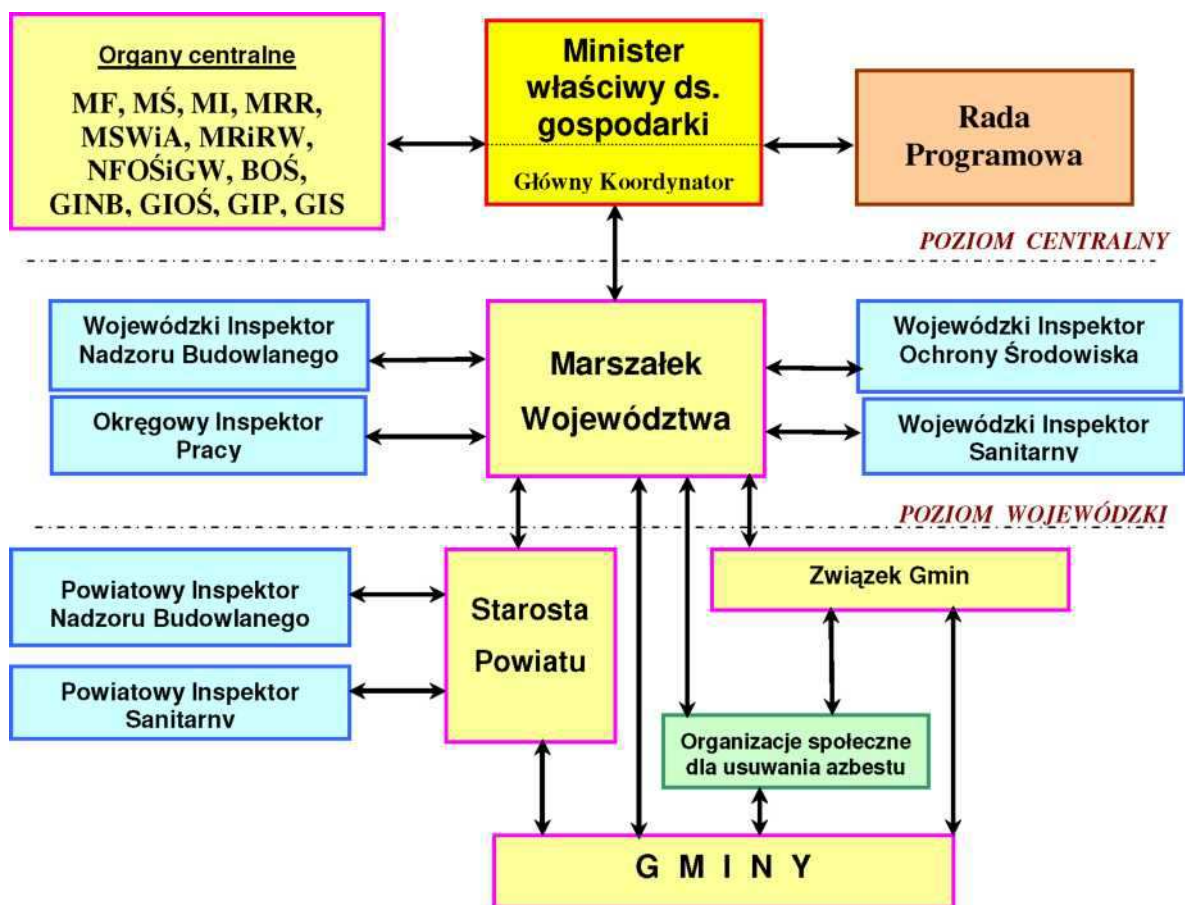 Organy centralne
MF, MŚ, MI, MRR,
MSWiA, MRiRW,
NFOŚiGW, BOŚ,
GINB, GIOŚ, GIP, GIS
Minister
właściwy ds.
gospodarki
Główny Koordynator
Rada
Programowa
POZIOM CENTRALNY
Wojewódzki Inspektor
Nadzoru Budowlanego
Okręgowy Inspektor
Pracy
Marszałek
Województwa
Wojewódzki Inspektor
Ochrony Środowiska
Wojewódzki Inspektor
Sanitarny
POZIOM WOJEWÓDZKI
Powiatowy Inspektor
Nadzoru Budowlanego
Powiatowy Inspektor
Sanitarny
Starosta
Powiatu
Związek Gmin
Organizacje społeczne
dla usuwania azbestu
G M I N Y